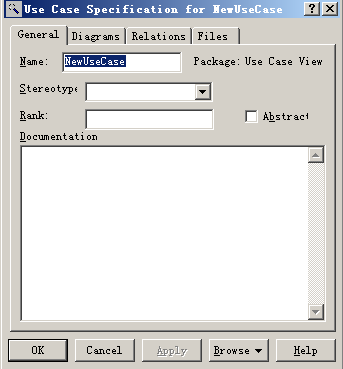 Use Case Specification for NewUseCase
General Diagrams Relations Files
Name: NewUseCase Package: Use Case View
Stereotype
Rank: Abstract
Documentation
OK Cancel Apply Browse Help